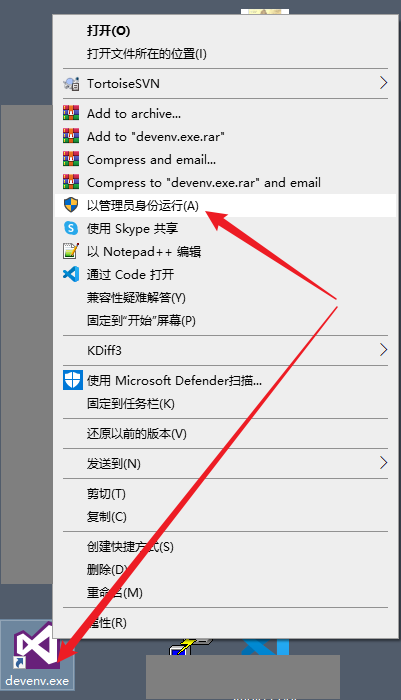 打开(O)
打开文件所在的位置(I)
TortoiseSVN
Add to archive...
Add to "devenv.exe.rar"
Compress and email...
Compress to "devenv.exe.rar" and email
以管理员身份运行(A)
使用 Skype 共享
以 Notepad++ 编辑
通过 Code 打开
兼容性疑难解答(Y)
固定到"开始"屏幕(P)
KDiff3
使用 Microsoft Defender扫描...
固定到任务栏(K)
还原以前的版本(V)
发送到(N)
剪切(T)
复制(C)
创建快捷方式(S)
删除(D)
重命名(M)
属性(R)
devenv.exe